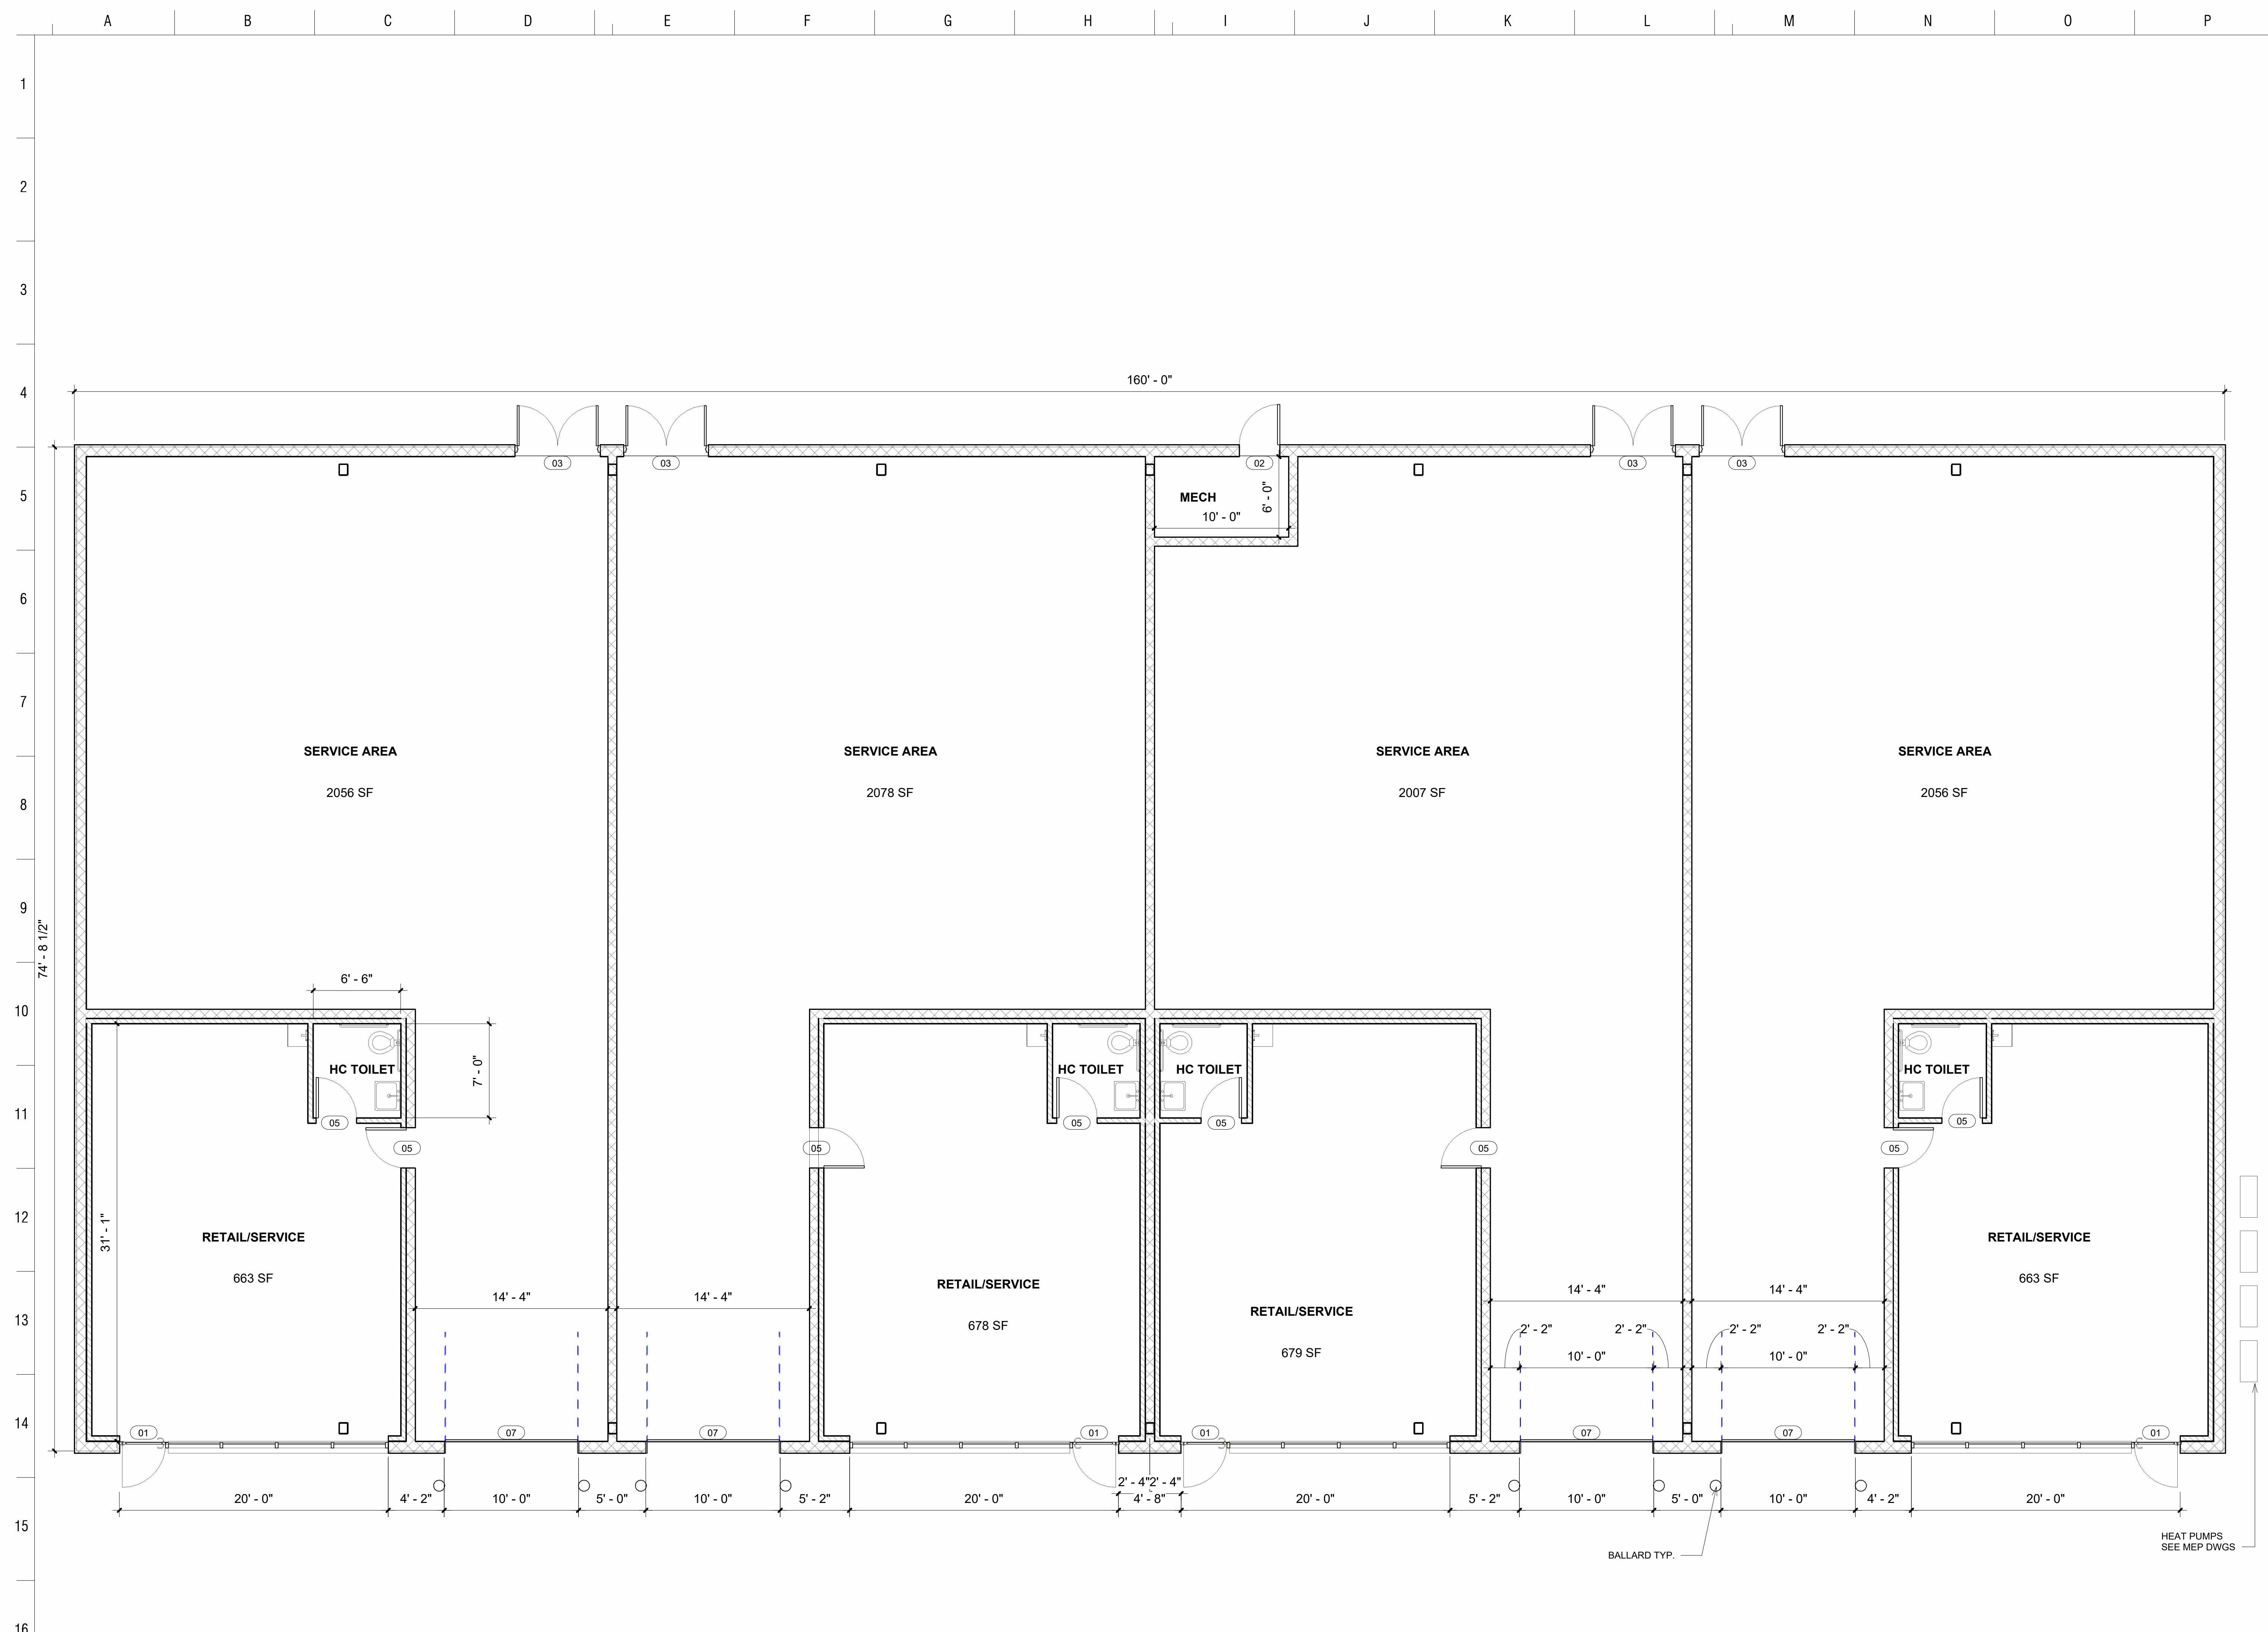 A B C D E F G H I J K L M N O P
1
2
3
4
160' - 0"
03 03 02 03 03
5
MECH
6' - 0"
10' - 0"
6
7
SERVICE AREA SERVICE AREA SERVICE AREA SERVICE AREA
8
2056 SF 2078 SF 2007 SF 2056 SF
9
74' - 8 1/2"
6' - 6"
10
HC TOILET HC TOILET HC TOILET HC TOILET
7' - 0"
11
05 05 05 05
05 05 05 05
12
31' - 1"
RETAIL/SERVICE RETAIL/SERVICE
663 SF 663 SF
RETAIL/SERVICE
678 SF
RETAIL/SERVICE
679 SF
14' - 4" 14' - 4" 14' - 4" 14' - 4"
13
2' - 2" 2' - 2" 2' - 2" 2' - 2"
10' - 0" 10' - 0"
14
01 07 07 01 01 07 07 01
2' - 4" 2' - 4"
20' - 0" 4' - 2" 10' - 0" 5' - 0" 10' - 0" 5' - 2" 20' - 0" 4' - 8" 20' - 0" 5' - 2" 10' - 0" 5' - 0" 10' - 0" 4' - 2" 20' - 0"
15
BALLARD TYP.
HEAT PUMPS
SEE MEP DWGS
16